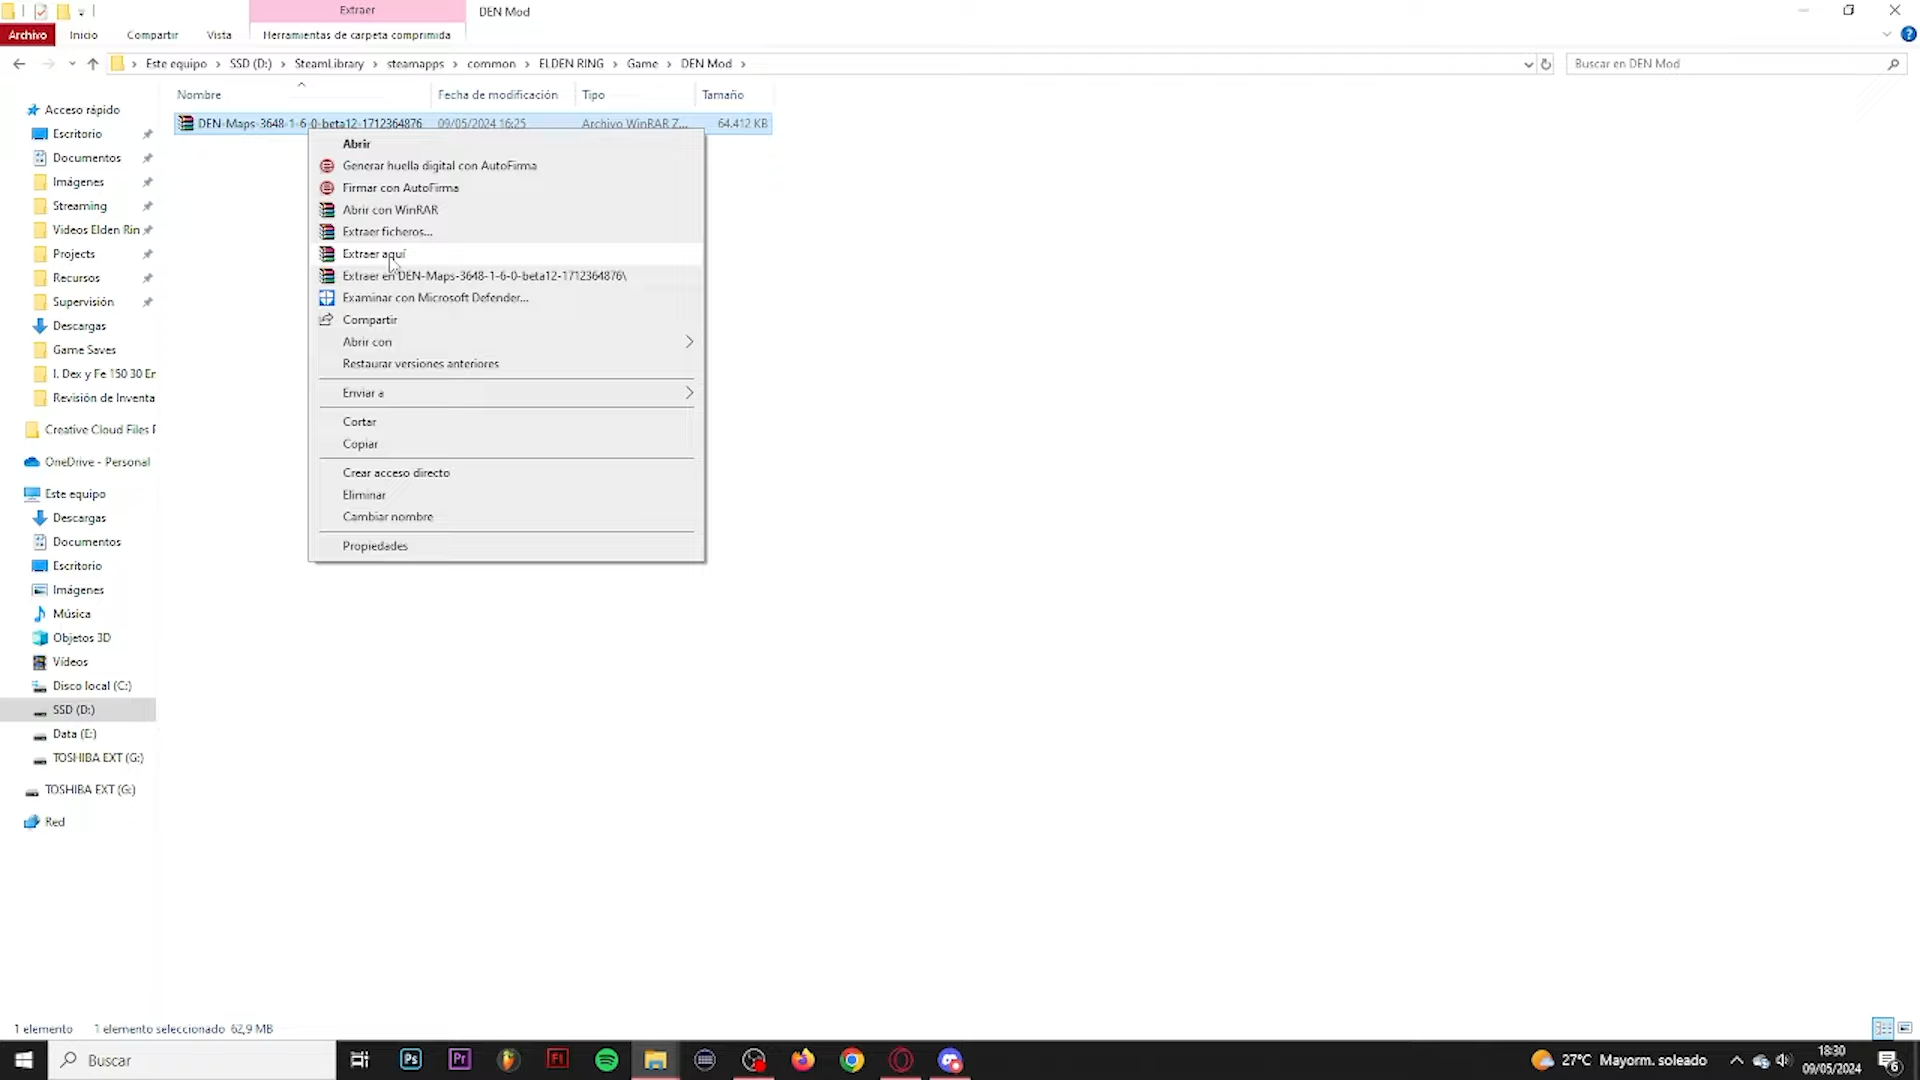 Extraer
DEN Mod
Archivo
Inicio
Compartir
Vista
Herramientas de carpeta comprimida
Este equipo > SSD (D:) > SteamLibrary > steamapps > common > ELDEN RING > Game > DEN Mod >
Buscar en DEN Mod
Nombre
Fecha de modificación
Tipo
Tamaño
DEN-Maps-3648-1-6-0-beta12-1712364876
09/05/2024 16:25
Archivo WinRAR Z...
64.412 KB
Abrir
Generar huella digital con AutoFirma
Firmar con AutoFirma
Abrir con WinRAR
Extraer ficheros...
Extraer aquí
Extraer en DEN-Maps-3648-1-6-0-beta12-1712364876\
Examinar con Microsoft Defender...
Compartir
Abrir con
Restaurar versiones anteriores
Enviar a
Cortar
Copiar
Crear acceso directo
Eliminar
Cambiar nombre
Propiedades
Acceso rápido
Escritorio
Documentos
Imágenes
Streaming
Videos Elden Rin
Projects
Recursos
Supervisión
Descargas
Game Saves
I. Dex y Fe 150 30 Er
Revisión de Inventa
Creative Cloud Files F
OneDrive - Personal
Este equipo
Descargas
Documentos
Escritorio
Imágenes
Música
Objetos 3D
Vídeos
Disco local (C:)
SSD (D:)
Data (E:)
TOSHIBA EXT (G:)
TOSHIBA EXT (G:)
Red
1 elemento
1 elemento seleccionado 62,9 MB
Buscar
Ps
Pr
Fl
27°C Mayorm. soleado
18:30
09/05/2024
6